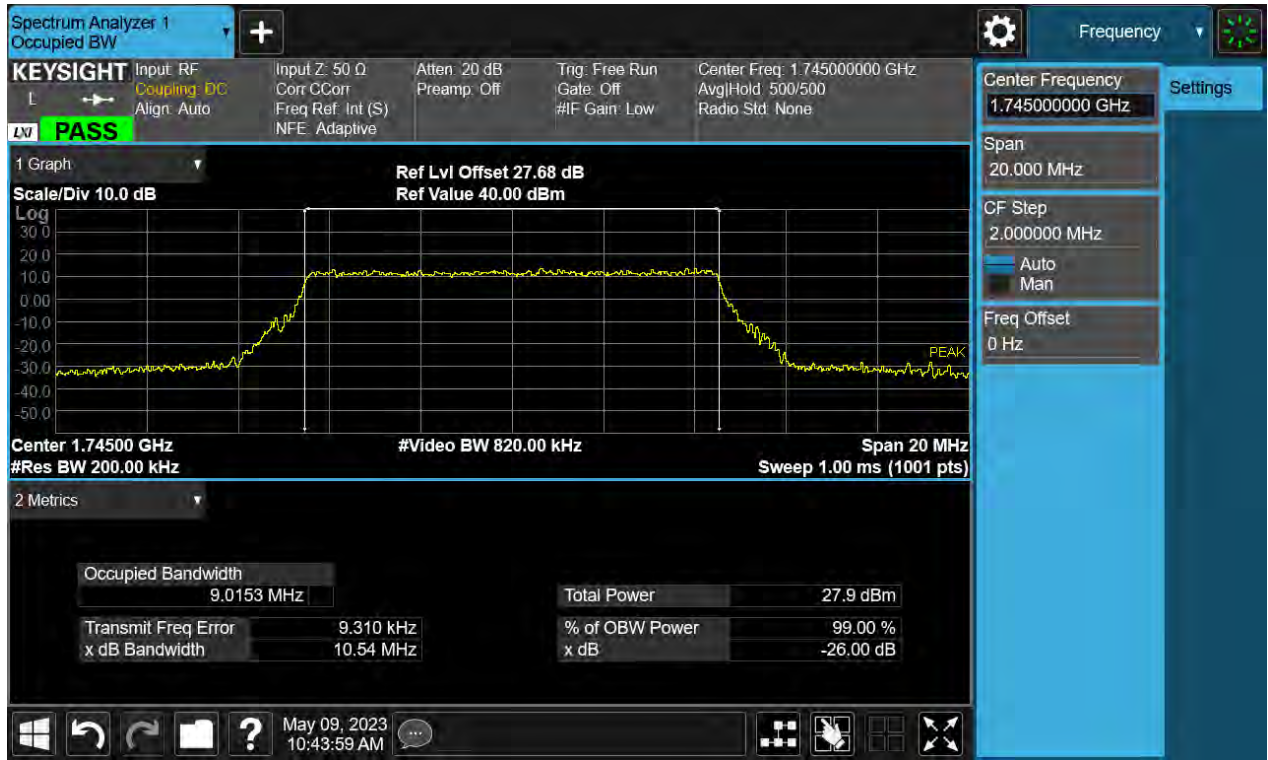 Spectrum Analyzer 1
Occupied BW
+
Frequency
KEYSIGHT
L
LXI
PASS
Input: RF
Coupling: DC
Align: Auto
Input Z: 50 Ω
Corr CCorr
Freq Ref: Int (S)
NFE: Adaptive
Atten: 20 dB
Preamp: Off
Trig: Free Run
Gate: Off
#IF Gain: Low
Center Freq: 1.745000000 GHz
Avg|Hold: 500/500
Radio Std: None
1 Graph
Scale/Div 10.0 dB
Ref Lvl Offset 27.68 dB
Ref Value 40.00 dBm
Log
30.0
20.0
10.0
0.00
-10.0
-20.0
-30.0
-40.0
-50.0
PEAK
Center 1.74500 GHz
#Video BW 820.00 kHz
Span 20 MHz
#Res BW 200.00 kHz
Sweep 1.00 ms (1001 pts)
2 Metrics
Occupied Bandwidth
9.0153 MHz
Total Power 27.9 dBm
Transmit Freq Error 9.310 kHz
% of OBW Power 99.00 %
x dB Bandwidth 10.54 MHz
x dB -26.00 dB
?
May 09, 2023
10:43:59 AM
Center Frequency
1.745000000 GHz
Settings
Span
20.000 MHz
CF Step
2.000000 MHz
Auto
Man
Freq Offset
0 Hz